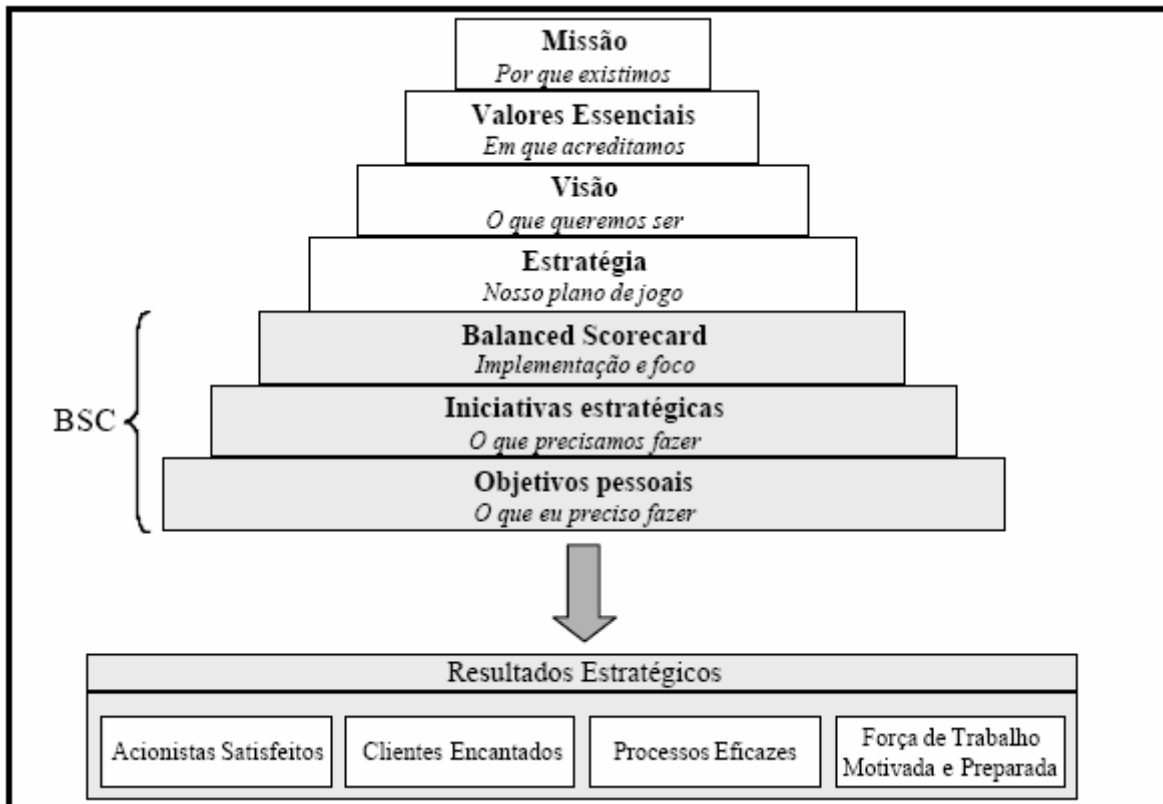 Missão
Por que existimos
Valores Essenciais
Em que acreditamos
Visão
O que queremos ser
Estratégia
Nosso plano de jogo
Balanced Scorecard
Implementação e foco
BSC
Iniciativas estratégicas
O que precisamos fazer
Objetivos pessoais
O que eu preciso fazer
Resultados Estratégicos
Acionistas Satisfeitos
Clientes Encantados
Processos Eficazes
Força de Trabalho
Motivada e Preparada